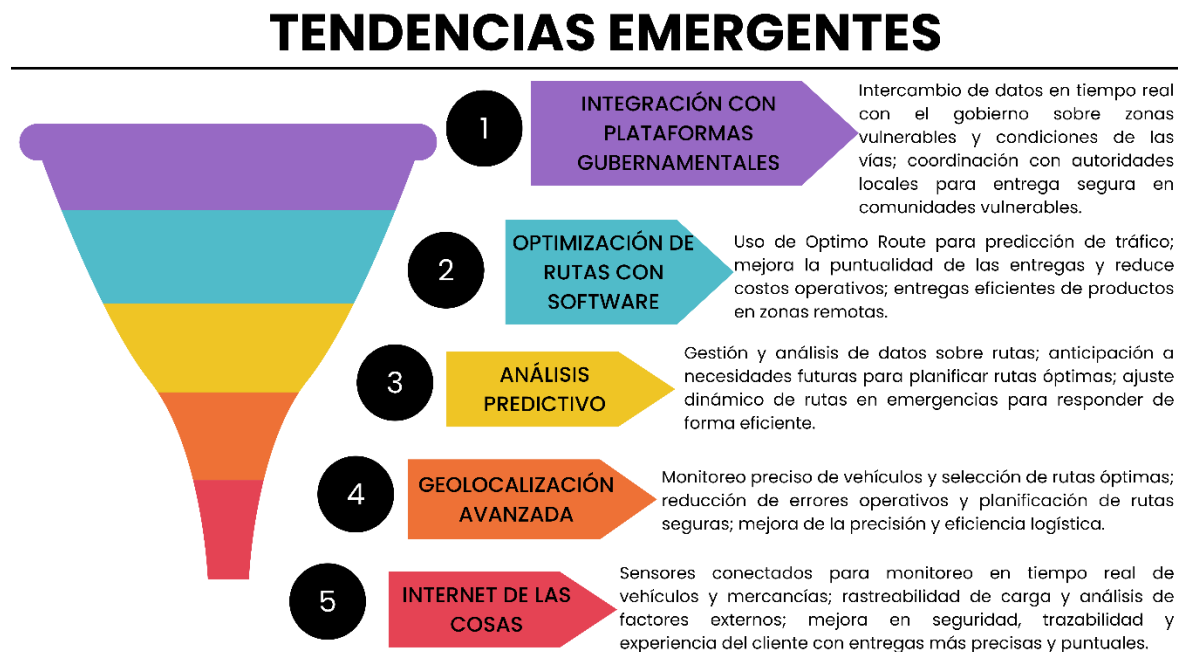 TENDENCIAS EMERGENTES
1
INTEGRACIÓN CON
PLATAFORMAS
GUBERNAMENTALES
Intercambio de datos en tiempo real
con el gobierno sobre zonas
vulnerables y condiciones de las
vías; coordinación con autoridades
locales para entrega segura en
comunidades vulnerables.
2
OPTIMIZACIÓN DE
RUTAS CON
SOFTWARE
Uso de Optimo Route para predicción de tráfico;
mejora la puntualidad de las entregas y reduce
costos operativos; entregas eficientes de productos
en zonas remotas.
3
ANÁLISIS
PREDICTIVO
Gestión y análisis de datos sobre rutas; anticipación a
necesidades futuras para planificar rutas óptimas; ajuste
dinámico de rutas en emergencias para responder de
forma eficiente.
4
GEOLOCALIZACIÓN
AVANZADA
Monitoreo preciso de vehículos y selección de rutas óptimas;
reducción de errores operativos y planificación de rutas
seguras; mejora de la precisión y eficiencia logística.
5
INTERNET DE LAS
COSAS
Sensores conectados para monitoreo en tiempo real de
vehículos y mercancías; rastreabilidad de carga y análisis de
factores externos; mejora en seguridad, trazabilidad y
experiencia del cliente con entregas más precisas y puntuales.